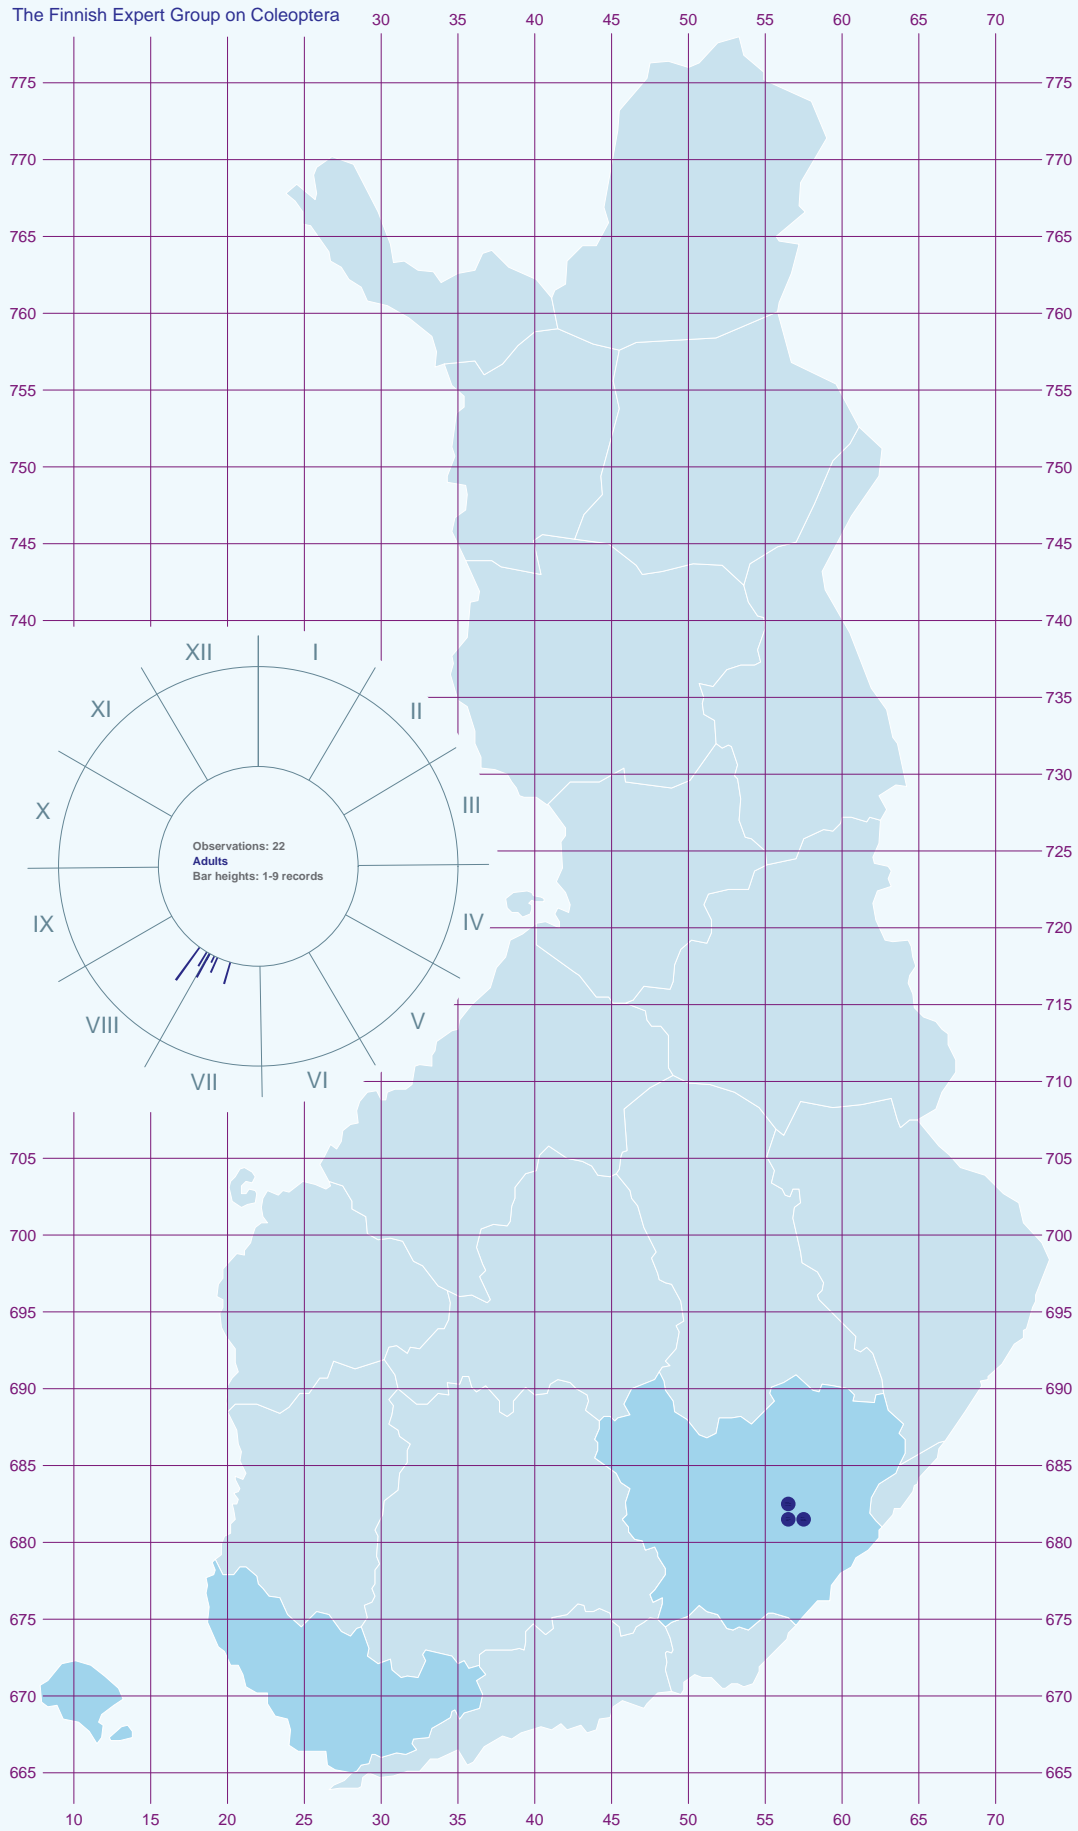 The Finnish Expert Group on Coleoptera
30 35 40 45 50 55 60 65 70
775 775
770 770
765 765
760 760
755 755
750 750
745 745
740 740
735
730
725
720
715
710
XII I
XI II
X III
IX IV
VIII V
VII VI
Observations: 22
Adults
Bar heights: 1-9 records
705 705
700 700
695 695
690 690
685 685
680 680
675 675
670 670
665 665
10 15 20 25 30 35 40 45 50 55 60 65 70